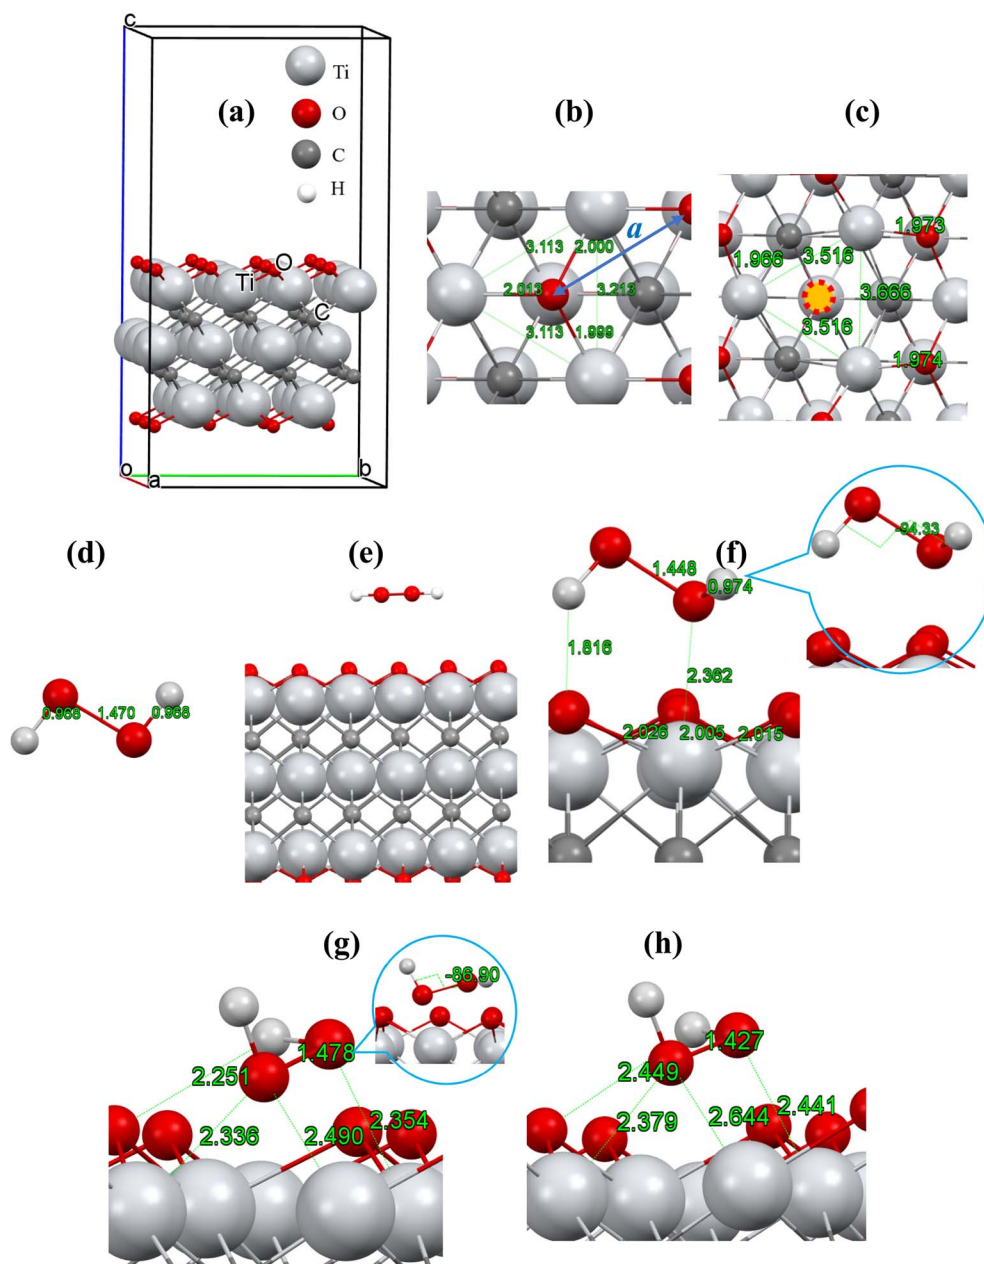 c
Ti
(a)
O
C
H
O
Ti
C
o
a
b
(b)
a
3.113
2.000
2.013
3.213
3.113
1.999
(c)
1.973
1.966
3.516
3.666
3.516
1.974
(d)
0.968
1.470
0.968
(e)
(f)
-94.33
1.448
0.974
1.816
2.362
2.026
2.005
2.015
(g)
-86.90
1.478
2.251
2.354
2.336
2.490
(h)
1.427
2.449
2.441
2.379
2.644